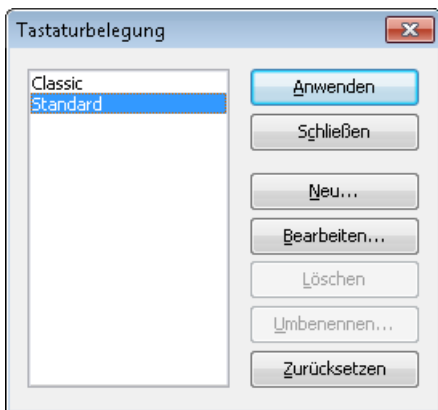 Tastaturbelegung
Classic
Standard
Anwenden
Schließen
Neu...
Bearbeiten...
Löschen
Umbenennen...
Zurücksetzen